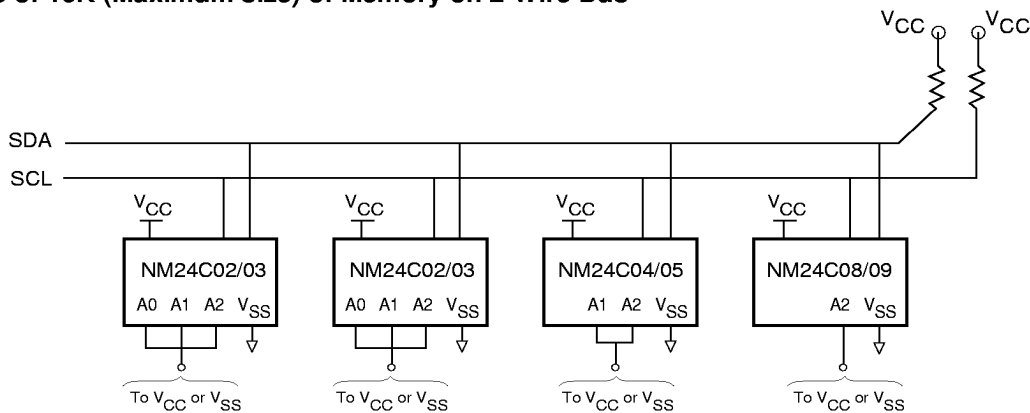 VCC VCC
SDA
SCL
VCC VCC VCC VCC
NM24C02/03 NM24C02/03 NM24C04/05 NM24C08/09
A0 A1 A2 VSS A0 A1 A2 VSS A1 A2 VSS A2 VSS
To VCC or VSS To VCC or VSS To VCC or VSS To VCC or VSS